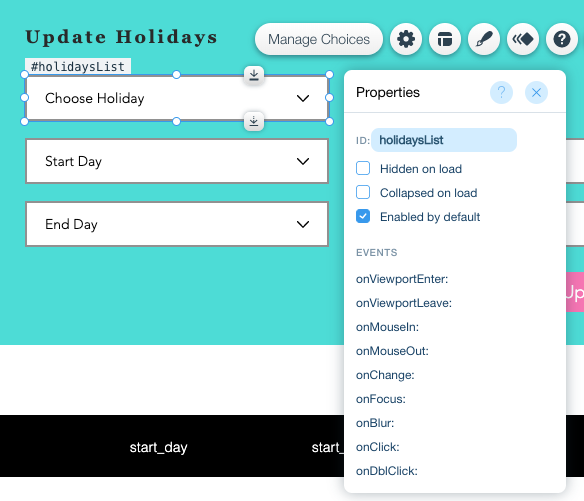 Update Holidays
Manage Choices
?
#holidaysList
Choose Holiday
Start Day
End Day
Properties
?
ID: holidaysList
Hidden on load
Collapsed on load
Enabled by default
EVENTS
onViewportEnter:
onViewportLeave:
onMouseIn:
onMouseOut:
onChange:
onFocus:
onBlur:
onClick:
onDblClick:
Up
start_day
start_